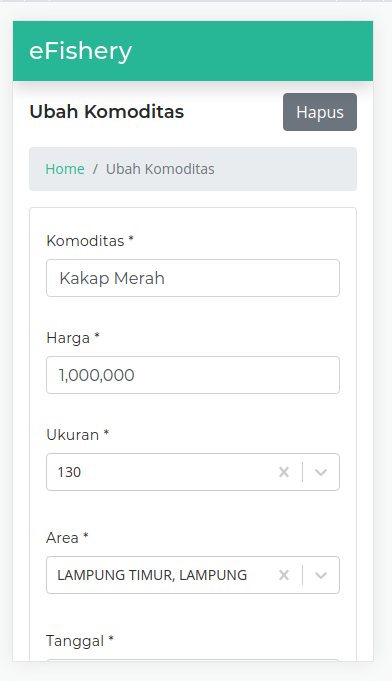 eFishery
Ubah Komoditas
Hapus
Home / Ubah Komoditas
Komoditas *
Kakap Merah
Harga *
1,000,000
Ukuran *
130
Area *
LAMPUNG TIMUR, LAMPUNG
Tanggal *